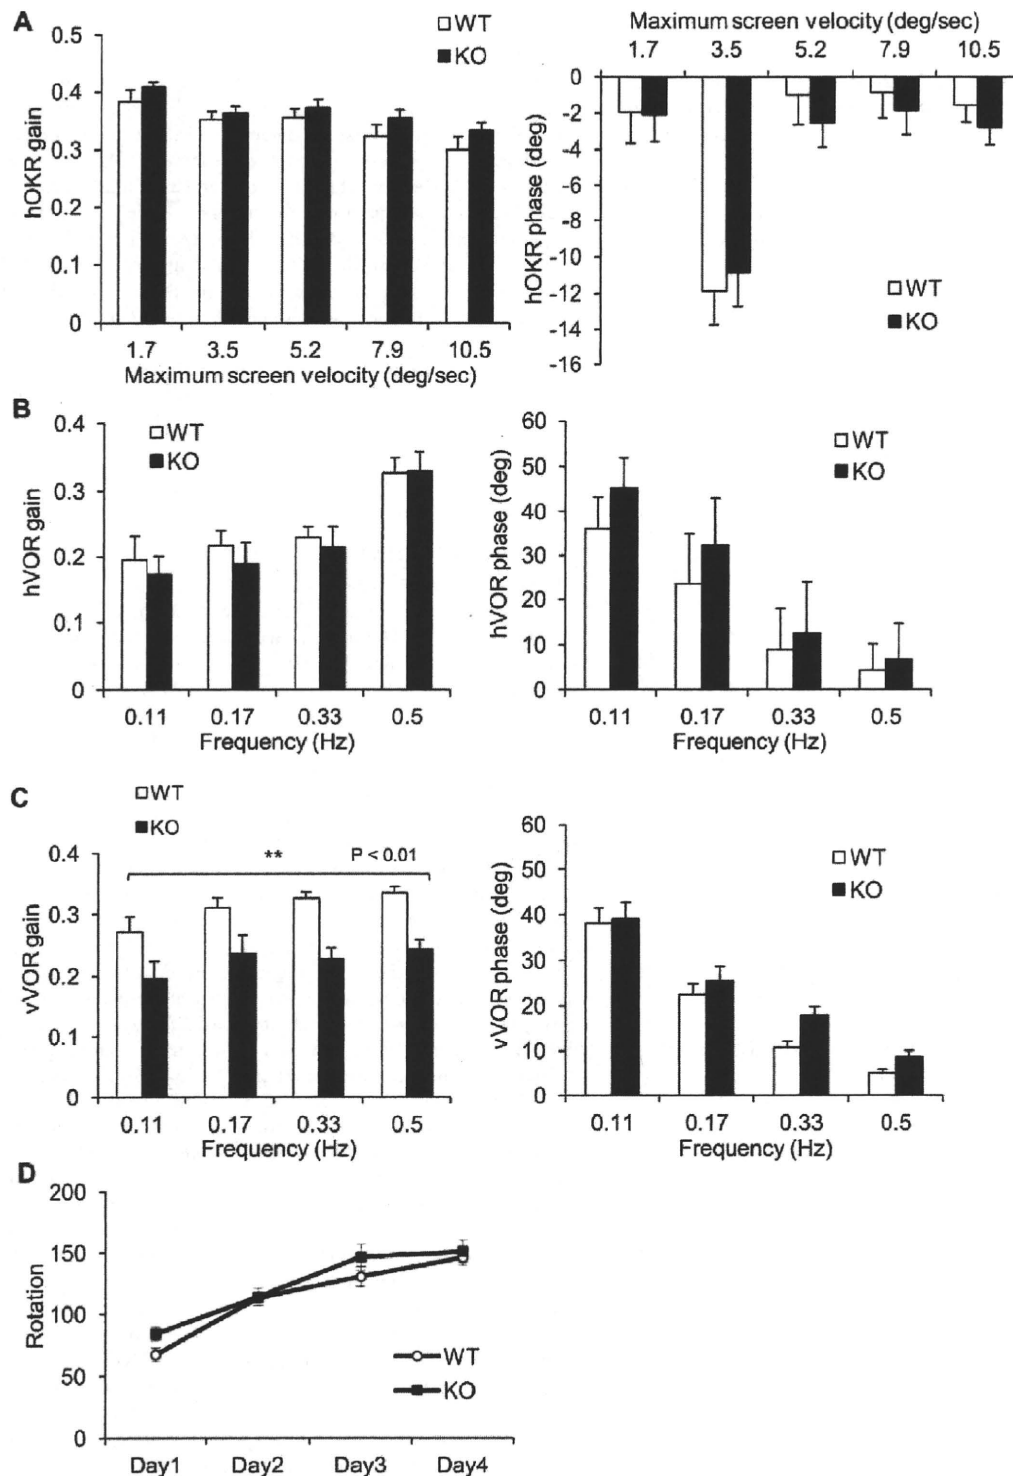 A
0.5
0.4
0.3
0.2
0.1
0
hOKR gain
WT
KO
1.7 3.5 5.2 7.9 10.5
Maximum screen velocity (deg/sec)
Maximum screen velocity (deg/sec)
1.7 3.5 5.2 7.9 10.5
0
-2
-4
-6
-8
-10
-12
-14
-16
hOKR phase (deg)
WT
KO
B
0.4
0.3
0.2
0.1
0
hVOR gain
WT
KO
0.11 0.17 0.33 0.5
Frequency (Hz)
60
50
40
30
20
10
0
hVOR phase (deg)
WT
KO
0.11 0.17 0.33 0.5
Frequency (Hz)
C
WT
KO
** P < 0.01
0.4
0.3
0.2
0.1
0
vVOR gain
0.11 0.17 0.33 0.5
Frequency (Hz)
60
50
40
30
20
10
0
vVOR phase (deg)
WT
KO
0.11 0.17 0.33 0.5
Frequency (Hz)
D
200
150
100
50
0
Rotation
WT
KO
Day1 Day2 Day3 Day4